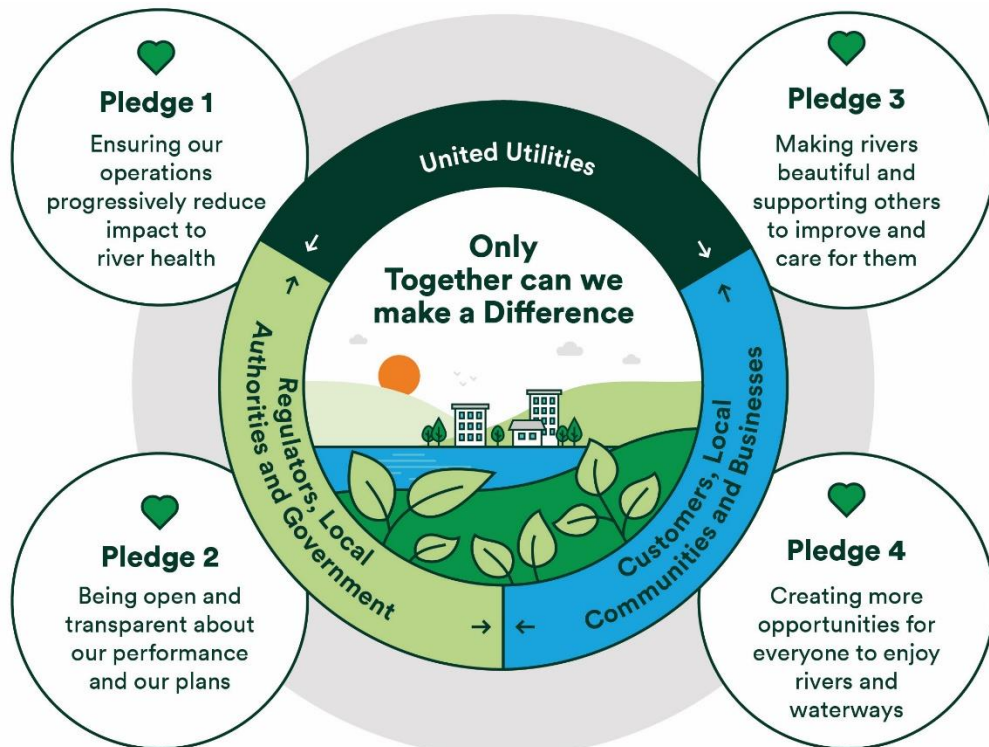 Pledge 1
Ensuring our
operations
progressively reduce
impact to
river health
Pledge 3
Making rivers
beautiful and
supporting others
to improve and
care for them
United Utilities
Only
Together can we
make a Difference
Regulators, Local
Authorities and Government
Customers, Local
Communities and Businesses
Pledge 2
Being open and
transparent about
our performance
and our plans
Pledge 4
Creating more
opportunities for
everyone to enjoy
rivers and
waterways